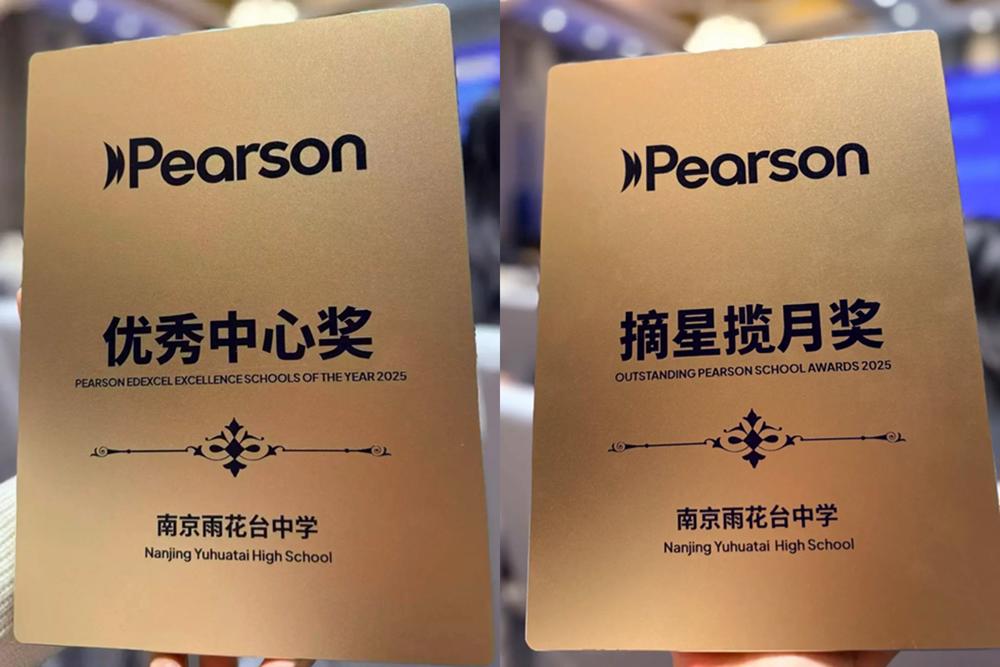 Pearson
优秀中心奖
PEARSON EDEXCEL EXCELLENCE SCHOOLS OF THE YEAR 2025
南京雨花台中学
Nanjing Yuhuatai High School
Pearson
摘星揽月奖
OUTSTANDING PEARSON SCHOOL AWARDS 2025
南京雨花台中学
Nanjing Yuhuatai High School